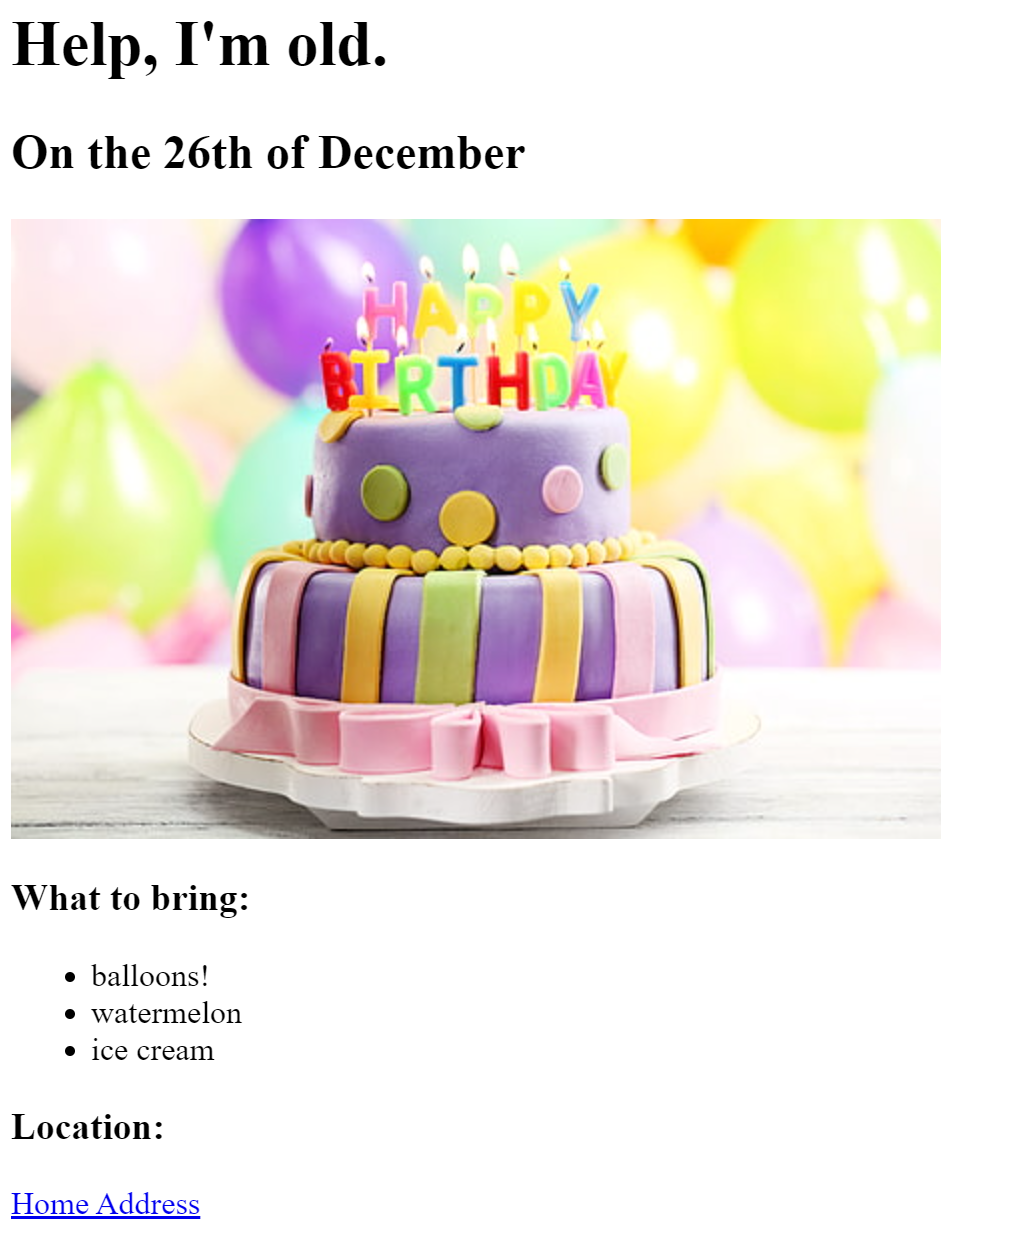 Help, I'm old.
On the 26th of December
HAPPY
BIRTHDAY
What to bring:
balloons!
watermelon
ice cream
Location:
Home Address